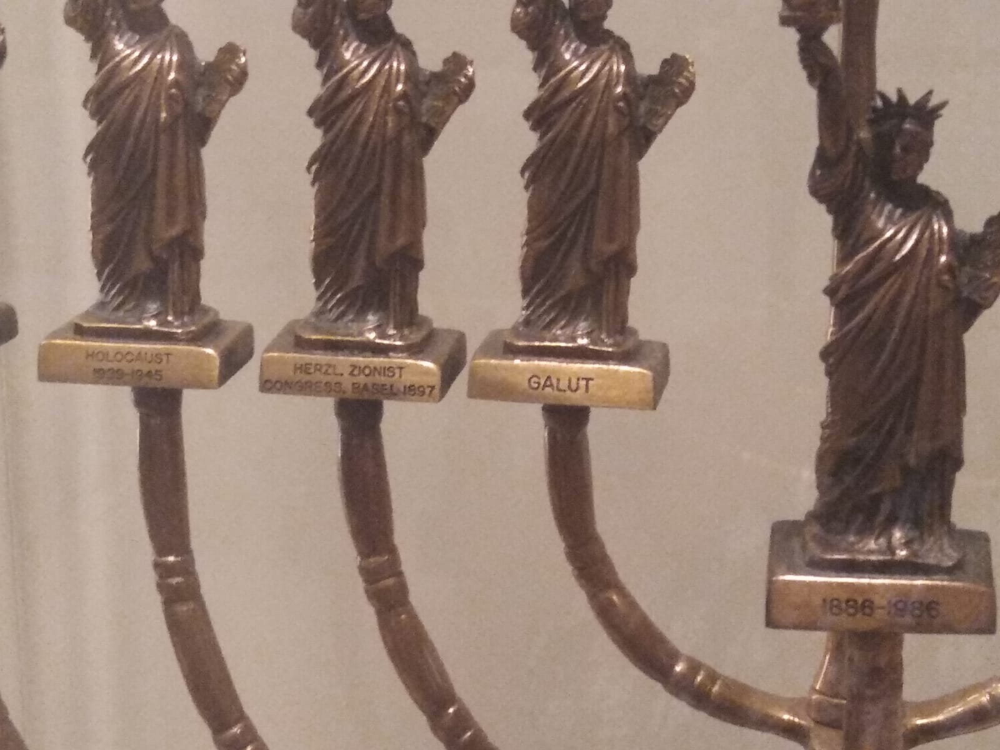 HOLOCAUST
1939-1945
HERZL, ZIONIST
CONGRESS, BASEL 1897
GALUT
1886-1986